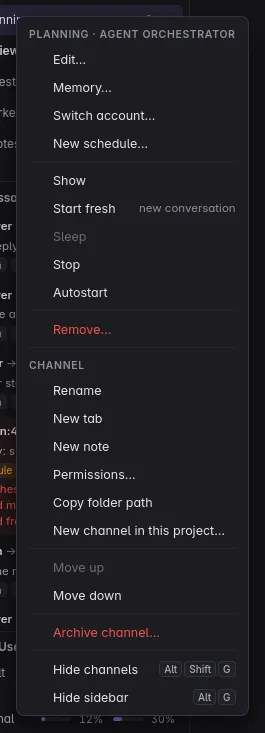 PLANNING · AGENT ORCHESTRATOR
Edit...
Memory...
Switch account...
New schedule...
Show
Start fresh new conversation
Sleep
Stop
Autostart
Remove...
CHANNEL
Rename
New tab
New note
Permissions...
Copy folder path
New channel in this project...
Move up
Move down
Archive channel...
Hide channels Alt Shift G
Hide sidebar Alt G
12% 30%